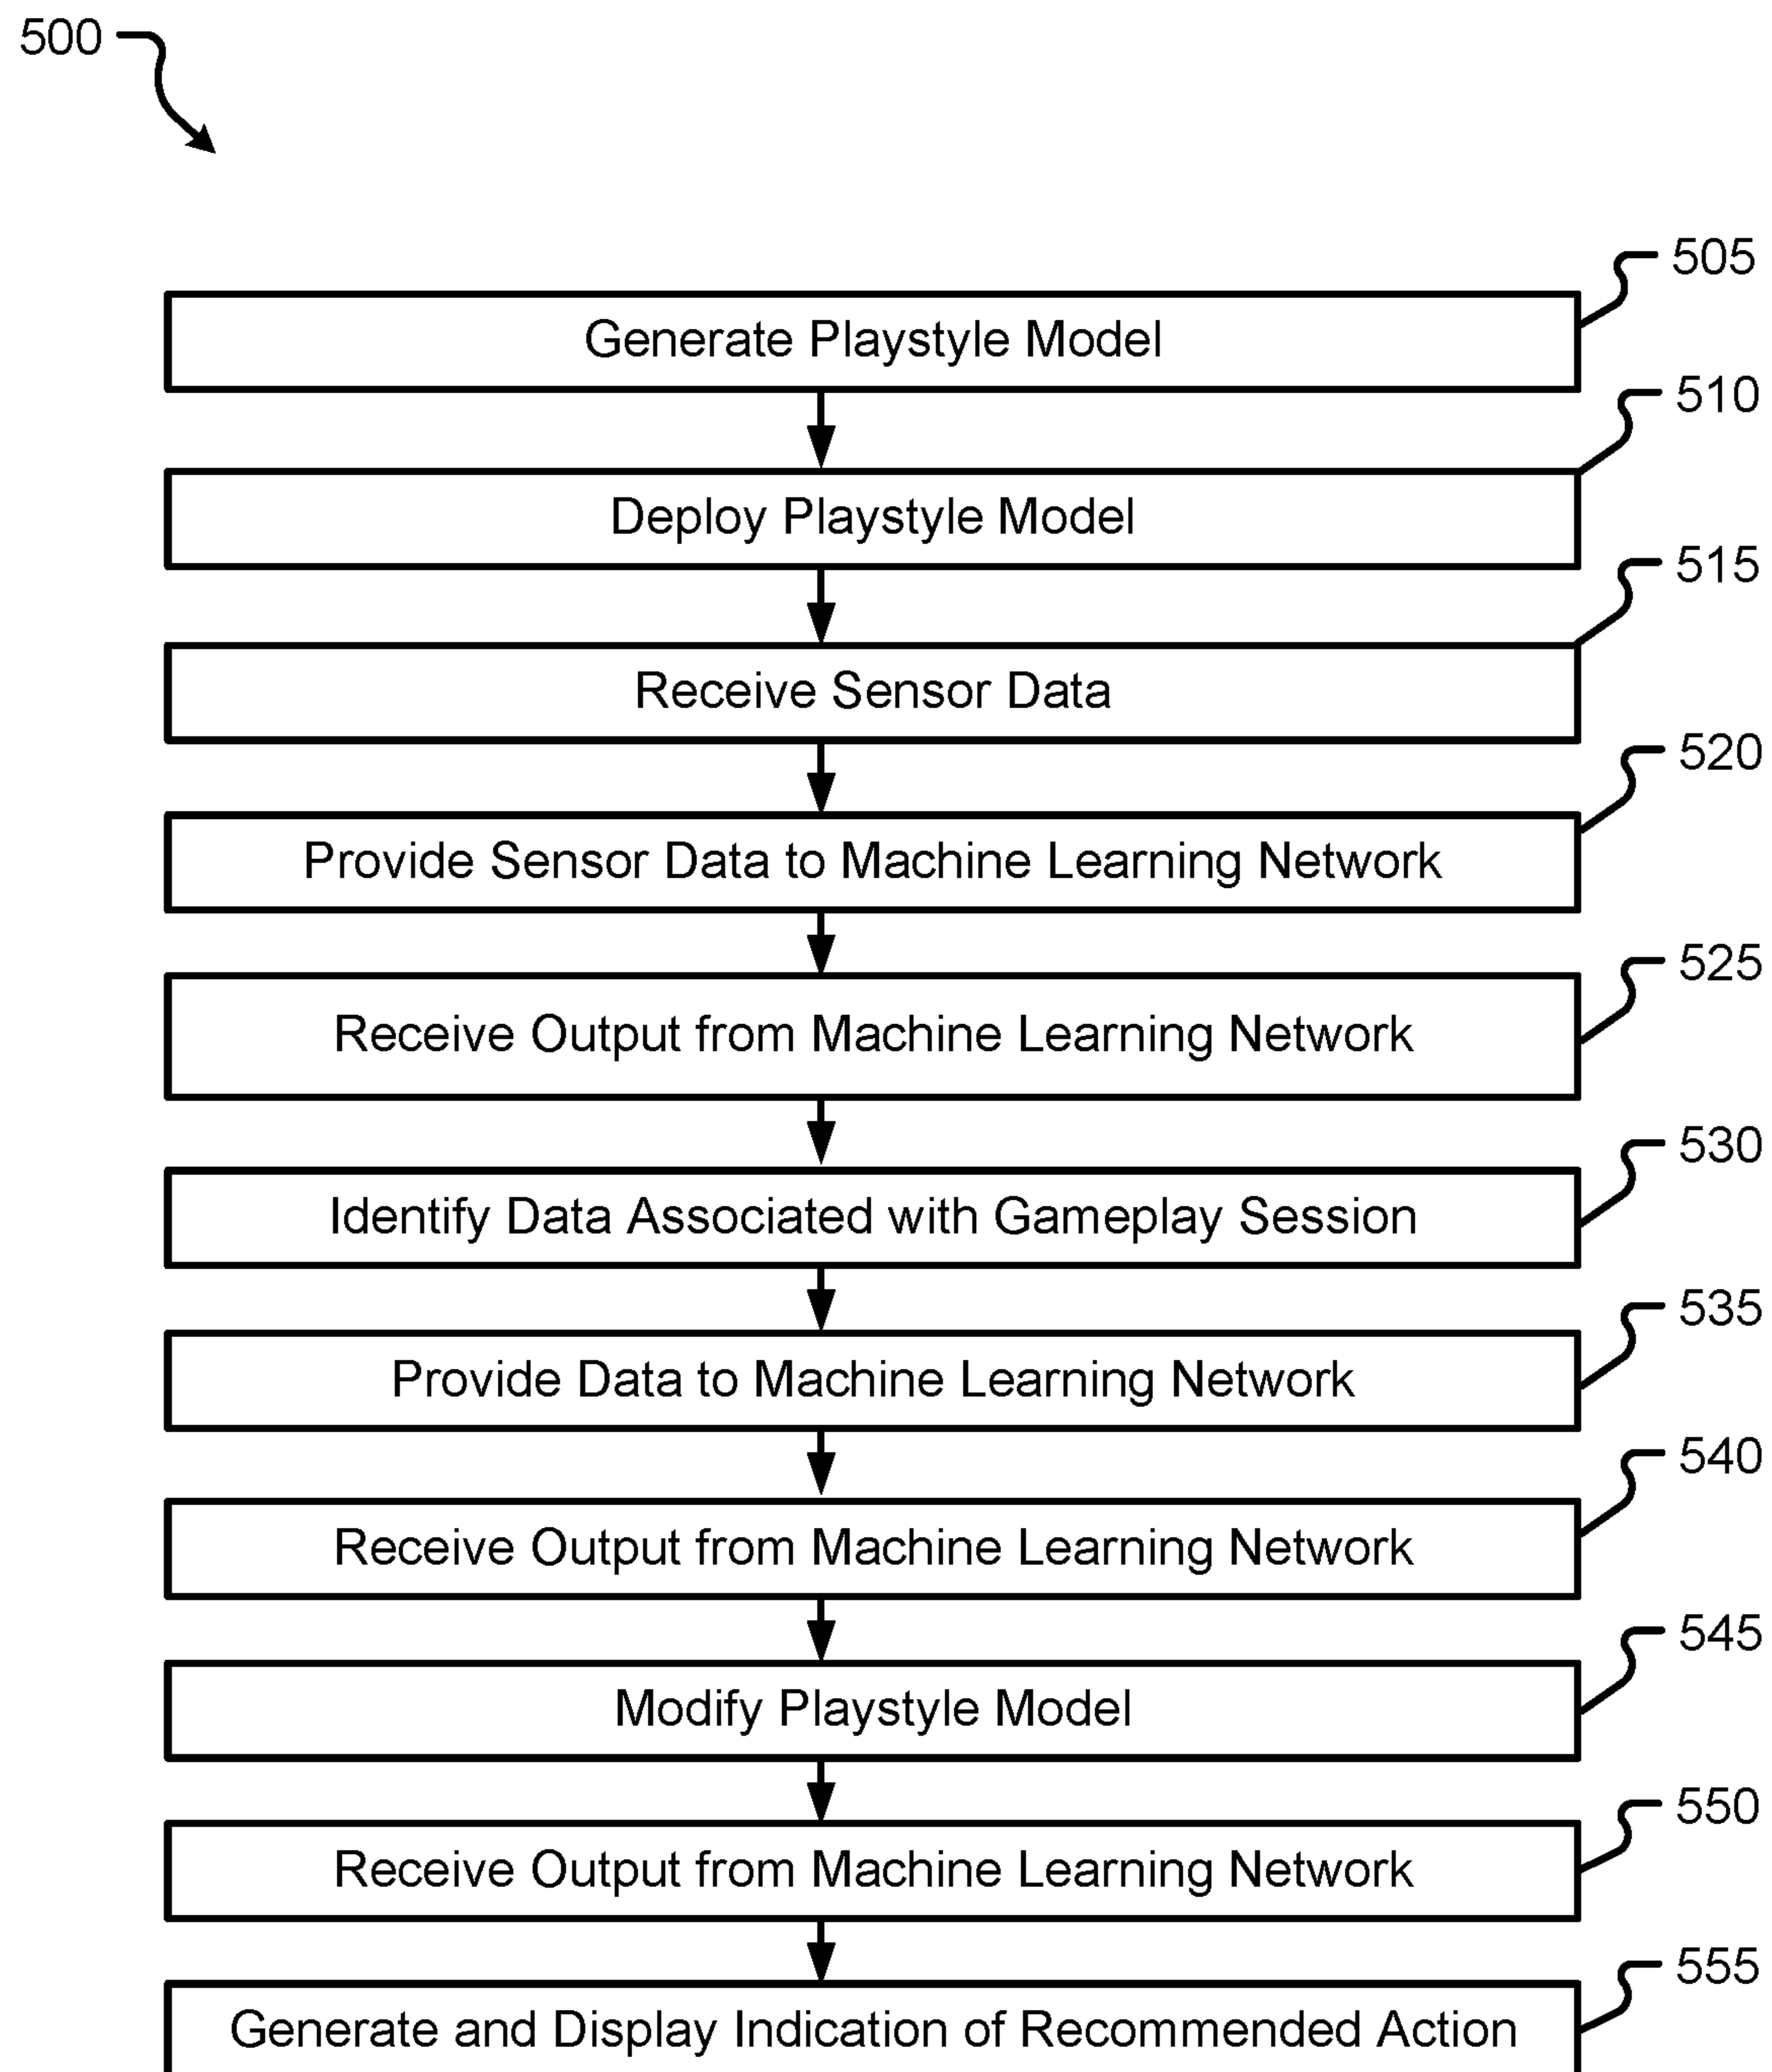 500
505
Generate Playstyle Model
510
Deploy Playstyle Model
515
Receive Sensor Data
520
Provide Sensor Data to Machine Learning Network
525
Receive Output from Machine Learning Network
530
Identify Data Associated with Gameplay Session
535
Provide Data to Machine Learning Network
540
Receive Output from Machine Learning Network
545
Modify Playstyle Model
550
Receive Output from Machine Learning Network
555
Generate and Display Indication of Recommended Action